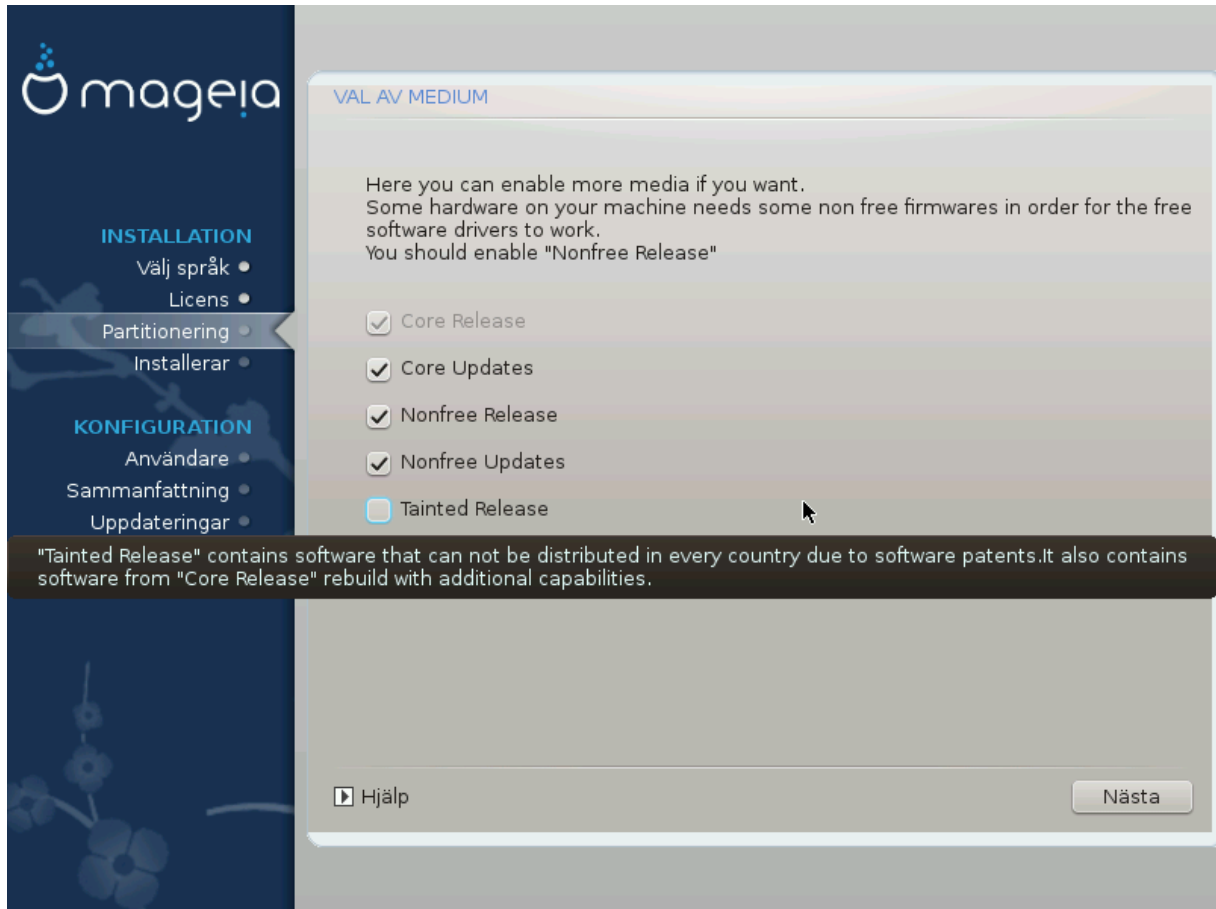 mageia
INSTALLATION
Välj språk
Licens
Partitionering
Installerar
KONFIGURATION
Användare
Sammanfattning
Uppdateringar
VAL AV MEDIUM
Here you can enable more media if you want.
Some hardware on your machine needs some non free firmwares in order for the free
software drivers to work.
You should enable "Nonfree Release"
Core Release
Core Updates
Nonfree Release
Nonfree Updates
Tainted Release
"Tainted Release" contains software that can not be distributed in every country due to software patents.It also contains
software from "Core Release" rebuild with additional capabilities.
Hjälp
Nästa